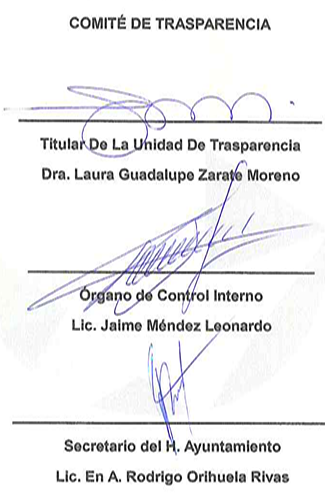 COMITÉ DE TRASPARENCIA
Titular De La Unidad De Trasparencia
Dra. Laura Guadalupe Zarate Moreno
Órgano de Control Interno
Lic. Jaime Méndez Leonardo
Secretario del H. Ayuntamiento
Lic. En A. Rodrigo Orihuela Rivas